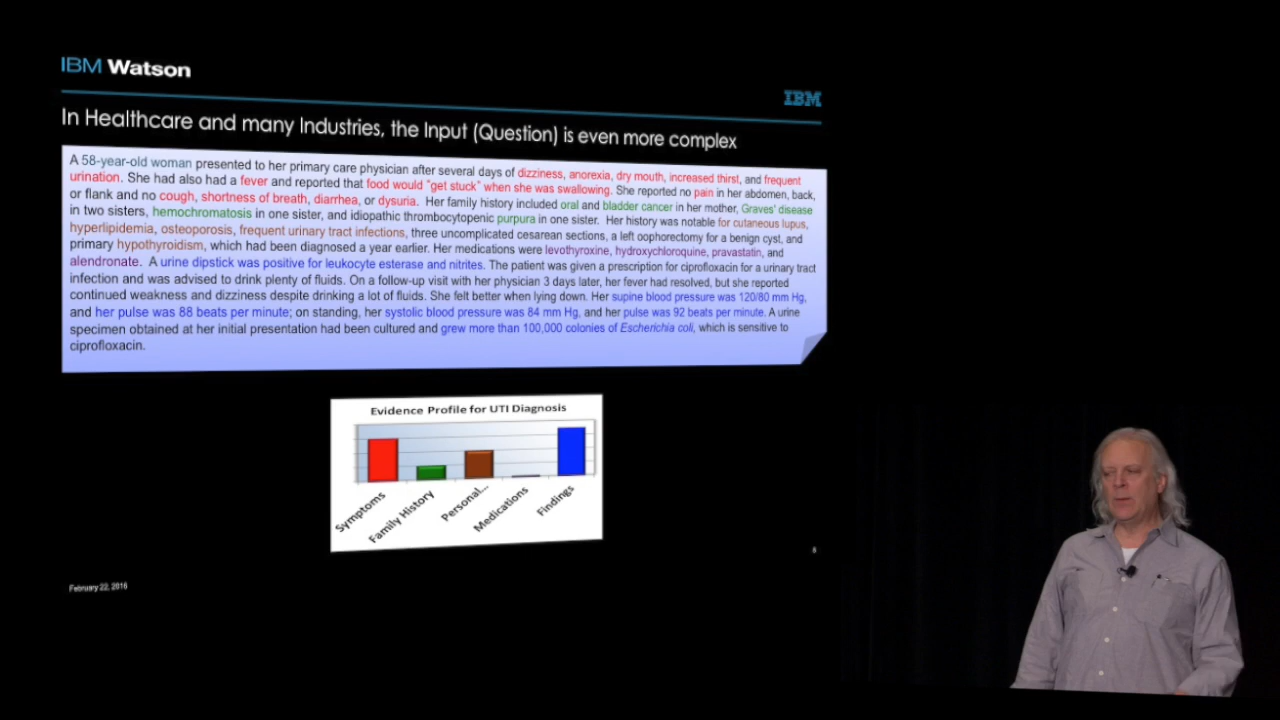 IBM Watson
IBM
In Healthcare and many Industries, the Input (Question) is even more complex
A 58-year-old woman presented to her primary care physician after several days of dizziness, anorexia, dry mouth, increased thirst, and frequent
urination. She had also had a fever and reported that food would "get stuck" when she was swallowing. She reported no pain in her abdomen, back,
or flank and no cough, shortness of breath, diarrhea, or dysuria. Her family history included oral and bladder cancer in her mother, Graves' disease
in two sisters, hemochromatosis in one sister, and idiopathic thrombocytopenic purpura in one sister. Her history was notable for cutaneous lupus,
hyperlipidemia, osteoporosis, frequent urinary tract infections, three uncomplicated cesarean sections, a left oophorectomy for a benign cyst, and
primary hypothyroidism, which had been diagnosed a year earlier. Her medications were levothyroxine, hydroxychloroquine, pravastatin, and
alendronate. A urine dipstick was positive for leukocyte esterase and nitrites. The patient was given a prescription for ciprofloxacin for a urinary tract
infection and was advised to drink plenty of fluids. On a follow-up visit with her physician 3 days later, her fever had resolved, but she reported
continued weakness and dizziness despite drinking a lot of fluids. She felt better when lying down. Her supine blood pressure was 120/80 mm Hg,
and her pulse was 88 beats per minute; on standing, her systolic blood pressure was 84 mm Hg, and her pulse was 92 beats per minute. A urine
specimen obtained at her initial presentation had been cultured and grew more than 100,000 colonies of Escherichia coli, which is sensitive to
ciprofloxacin.
Evidence Profile for UTI Diagnosis
Symptoms
Family History
Personal...
Medications
Findings
6
February 22, 2016